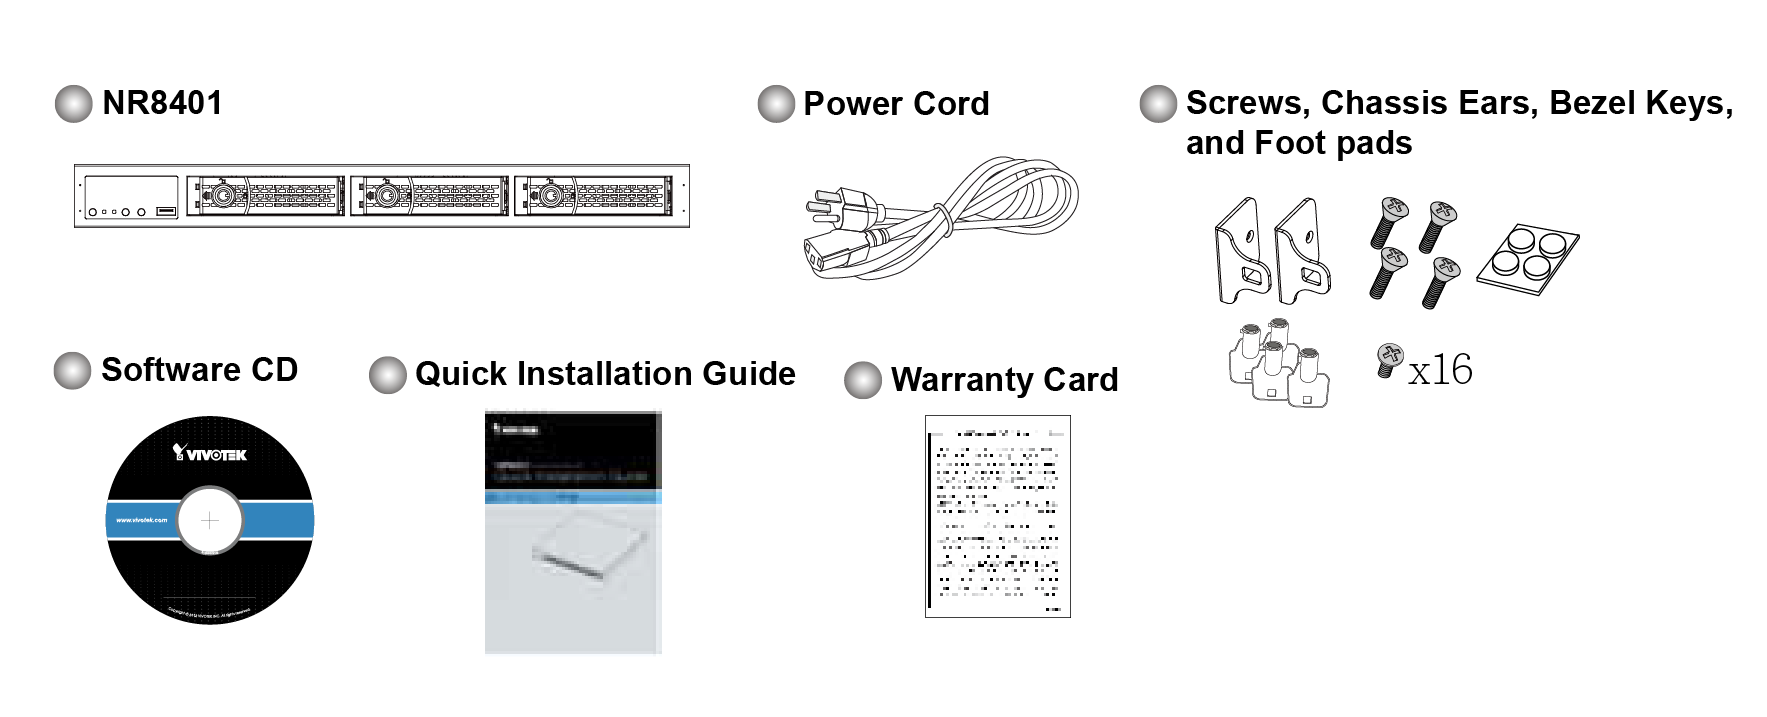 NR8401
Power Cord
Screws, Chassis Ears, Bezel Keys,
and Foot pads
x16
Software CD
Quick Installation Guide
Warranty Card
VIVOTEK
www.vivotek.com